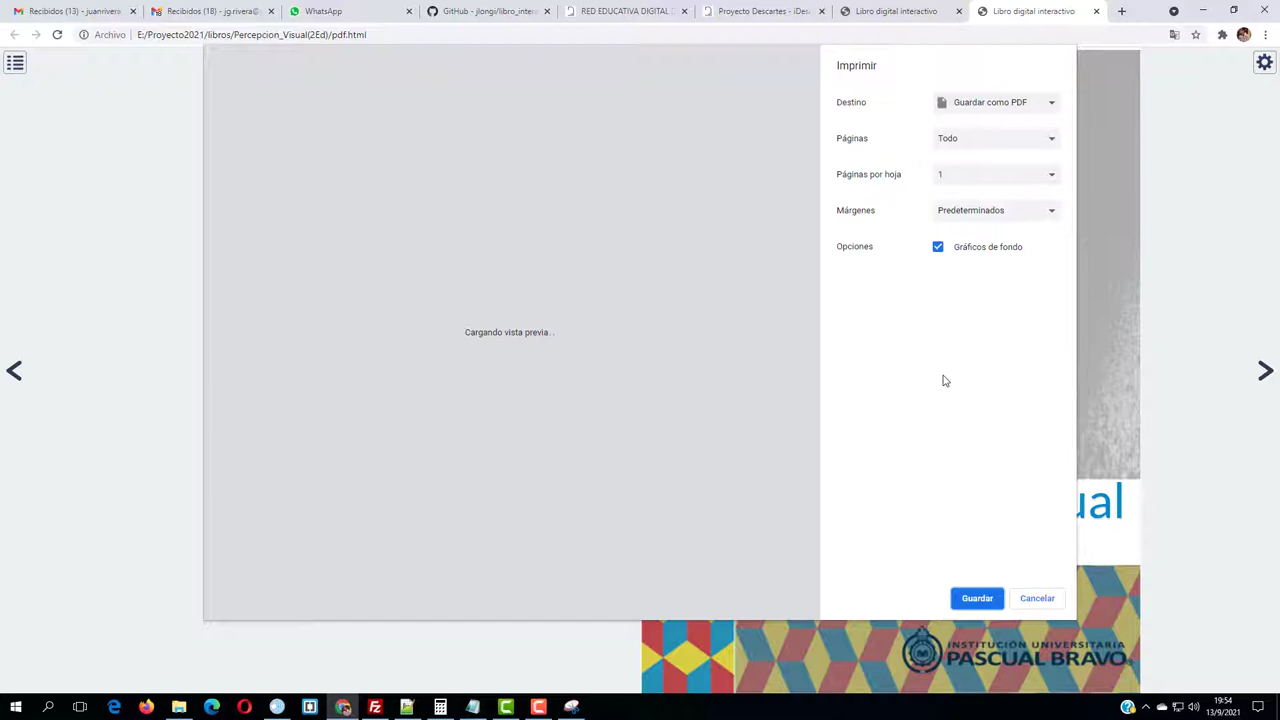 Recibidos (13) - juannrivera
Recibidos (18) - jg.rivera@
WhatsApp
GitHub - jlongi/libro_inte
RED EDUCATIVA DIGITAL D
Proyecto Descartes - iDes
Libro digital interactivo
Libro digital interactivo
Archivo | E:/Proyecto2021/libros/Percepcion_Visual(2Ed)/pdf.html
Imprimir
Destino Guardar como PDF
Páginas Todo
Páginas por hoja 1
Márgenes Predeterminados
Opciones Gráficos de fondo
Cargando vista previa..
ual
Guardar Cancelar
INSTITUCIÓN UNIVERSITARIA
PASCUAL BRAVO
19:54
13/9/2021